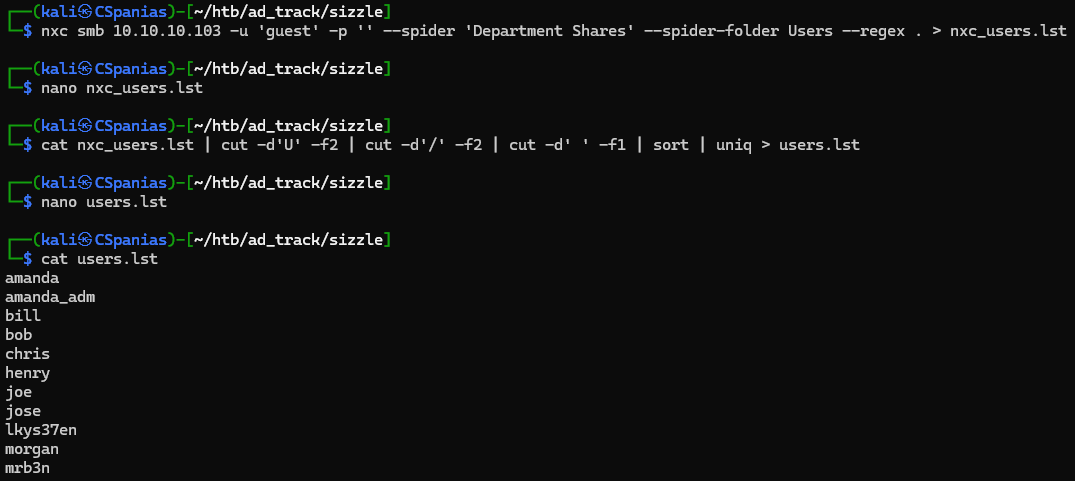 ┌──(kali㉿CSpanias)-[~/htb/ad_track/sizzle]
└─$ nxc smb 10.10.10.103 -u 'guest' -p '' --spider 'Department Shares' --spider-folder Users --regex . > nxc_users.lst
┌──(kali㉿CSpanias)-[~/htb/ad_track/sizzle]
└─$ nano nxc_users.lst
┌──(kali㉿CSpanias)-[~/htb/ad_track/sizzle]
└─$ cat nxc_users.lst | cut -d'U' -f2 | cut -d'/' -f2 | cut -d' ' -f1 | sort | uniq > users.lst
┌──(kali㉿CSpanias)-[~/htb/ad_track/sizzle]
└─$ nano users.lst
┌──(kali㉿CSpanias)-[~/htb/ad_track/sizzle]
└─$ cat users.lst
amanda
amanda_adm
bill
bob
chris
henry
joe
jose
lkys37en
morgan
mrb3n